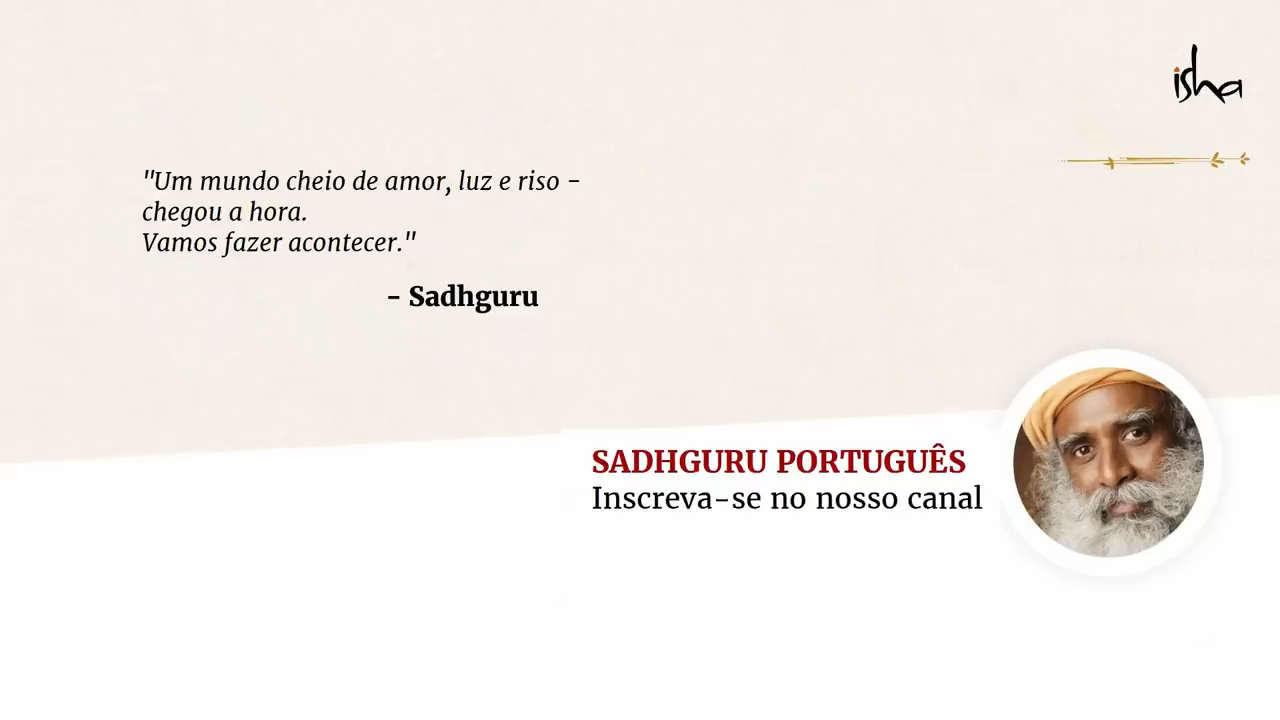 isha
"Um mundo cheio de amor, luz e riso –
chegou a hora.
Vamos fazer acontecer."
– Sadhguru
SADHGURU PORTUGUÊS
Inscreva-se no nosso canal